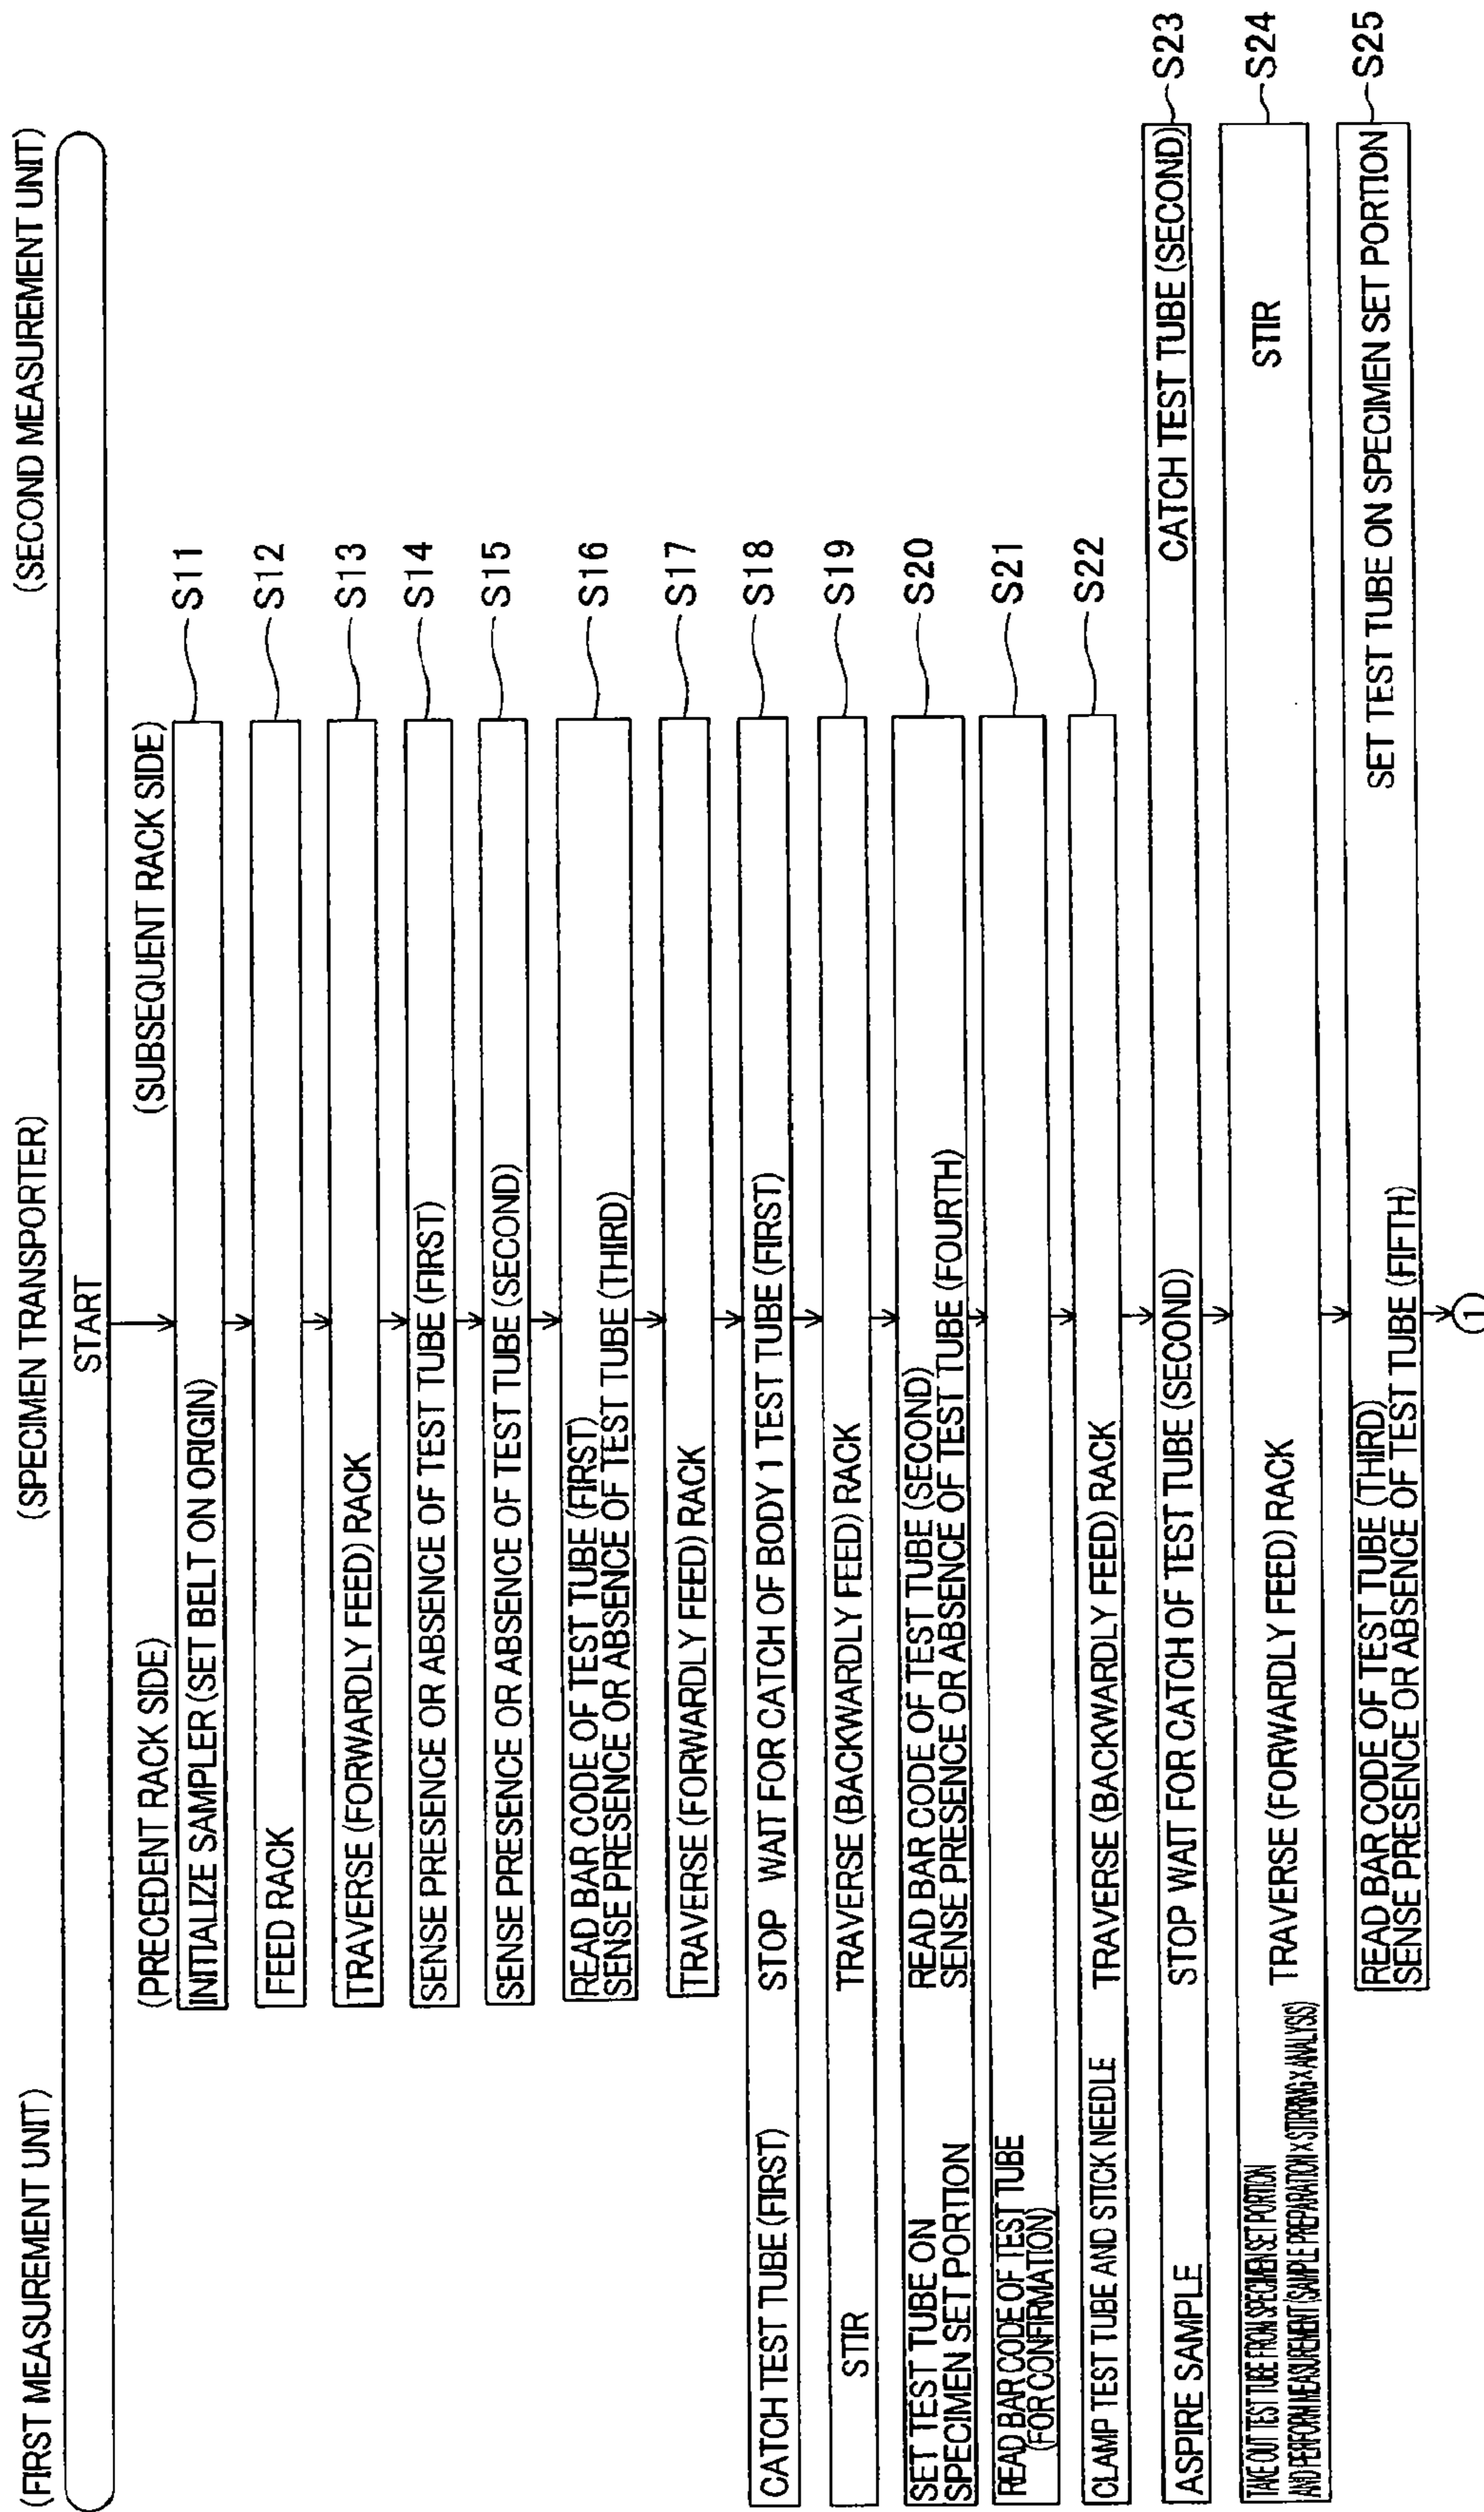 (FIRST MEASUREMENT UNIT) (SPECIMEN TRANSPORTER) (SECOND MEASUREMENT UNIT)
START
(PRECEDENT RACK SIDE) (SUBSEQUENT RACK SIDE)
INITIALIZE SAMPLER (SET BELT ON ORIGIN) S11
FEED RACK S12
TRAVERSE (FORWARDLY FEED) RACK S13
SENSE PRESENCE OR ABSENCE OF TEST TUBE (FIRST) S14
SENSE PRESENCE OR ABSENCE OF TEST TUBE (SECOND) S15
READ BAR CODE OF TEST TUBE (FIRST) S16
SENSE PRESENCE OR ABSENCE OF TEST TUBE (THIRD)
TRAVERSE (FORWARDLY FEED) RACK S17
CATCH TEST TUBE (FIRST) STOP WAIT FOR CATCH OF BODY 1 TEST TUBE (FIRST) S18
STIR TRAVERSE (BACKWARDLY FEED) RACK S19
SET TEST TUBE ON READ BAR CODE OF TEST TUBE (SECOND) S20
SPECIMEN SET PORTION SENSE PRESENCE OR ABSENCE OF TEST TUBE (FOURTH)
READ BAR CODE OF TEST TUBE S21
(FOR CONFIRMATION)
CLAMP TEST TUBE AND STICK NEEDLE TRAVERSE (BACKWARDLY FEED) RACK S22
ASPIRE SAMPLE STOP WAIT FOR CATCH OF TEST TUBE (SECOND) CATCH TEST TUBE (SECOND) S23
TAKE OUT TEST TUBE FROM SPECIMEN SET PORTION TRAVERSE (FORWARDLY FEED) RACK STIR S24
AND PERFORM MEASUREMENT (SAMPLE PREPARATION x STIRRING x ANALYSIS)
READ BAR CODE OF TEST TUBE (THIRD) SET TEST TUBE ON SPECIMEN SET PORTION S25
SENSE PRESENCE OR ABSENCE OF TEST TUBE (FIFTH)
1